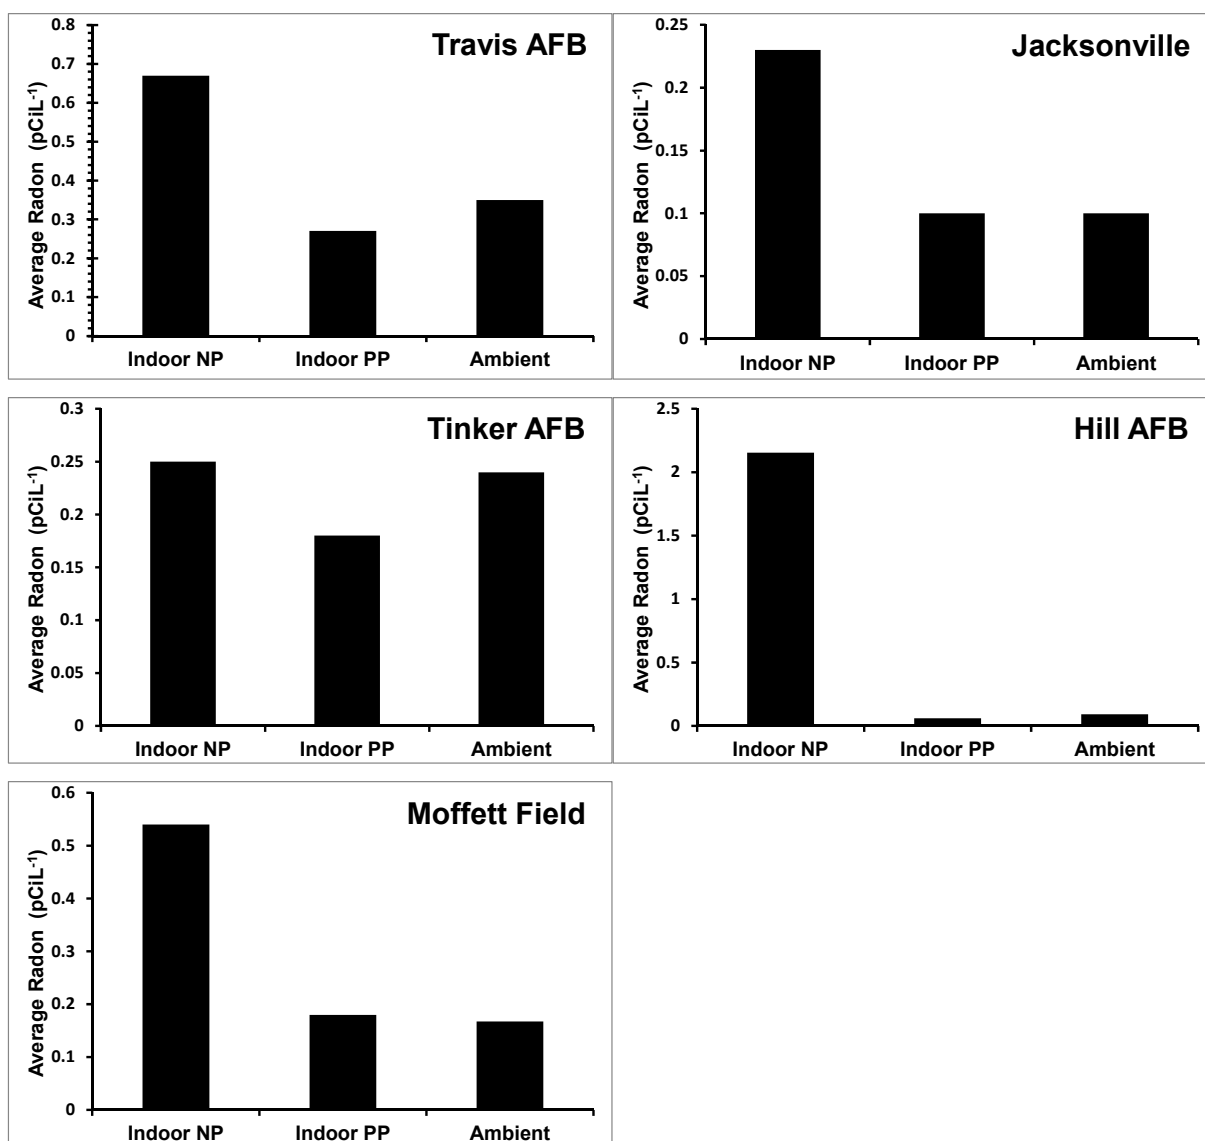 Travis AFB
Average Radon (pCiL-1)
0.8
0.7
0.6
0.5
0.4
0.3
0.2
0.1
0
Indoor NP Indoor PP Ambient
Jacksonville
Average Radon (pCiL-1)
0.25
0.2
0.15
0.1
0.05
0
Indoor NP Indoor PP Ambient
Tinker AFB
Average Radon (pCiL-1)
0.3
0.25
0.2
0.15
0.1
0.05
0
Indoor NP Indoor PP Ambient
Hill AFB
Average Radon (pCiL-1)
2.5
2
1.5
1
0.5
0
Indoor NP Indoor PP Ambient
Moffett Field
Average Radon (pCiL-1)
0.6
0.5
0.4
0.3
0.2
0.1
0
Indoor NP Indoor PP Ambient